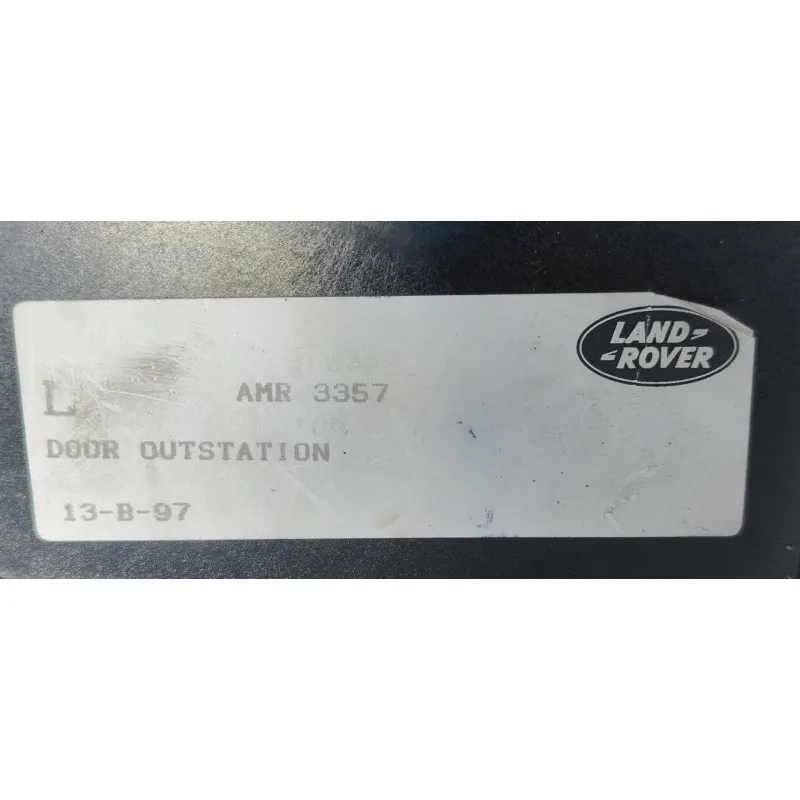 LAND-
-ROVER
L AMR 3357
DOOR OUTSTATION
13-B-97